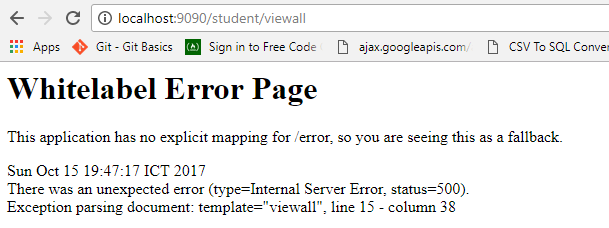 localhost:9090/student/viewall
Apps Git - Git Basics Sign in to Free Code ajax.googleapis.com/ CSV To SQL Conver
Whitelabel Error Page
This application has no explicit mapping for /error, so you are seeing this as a fallback.
Sun Oct 15 19:47:17 ICT 2017
There was an unexpected error (type=Internal Server Error, status=500).
Exception parsing document: template="viewall", line 15 - column 38